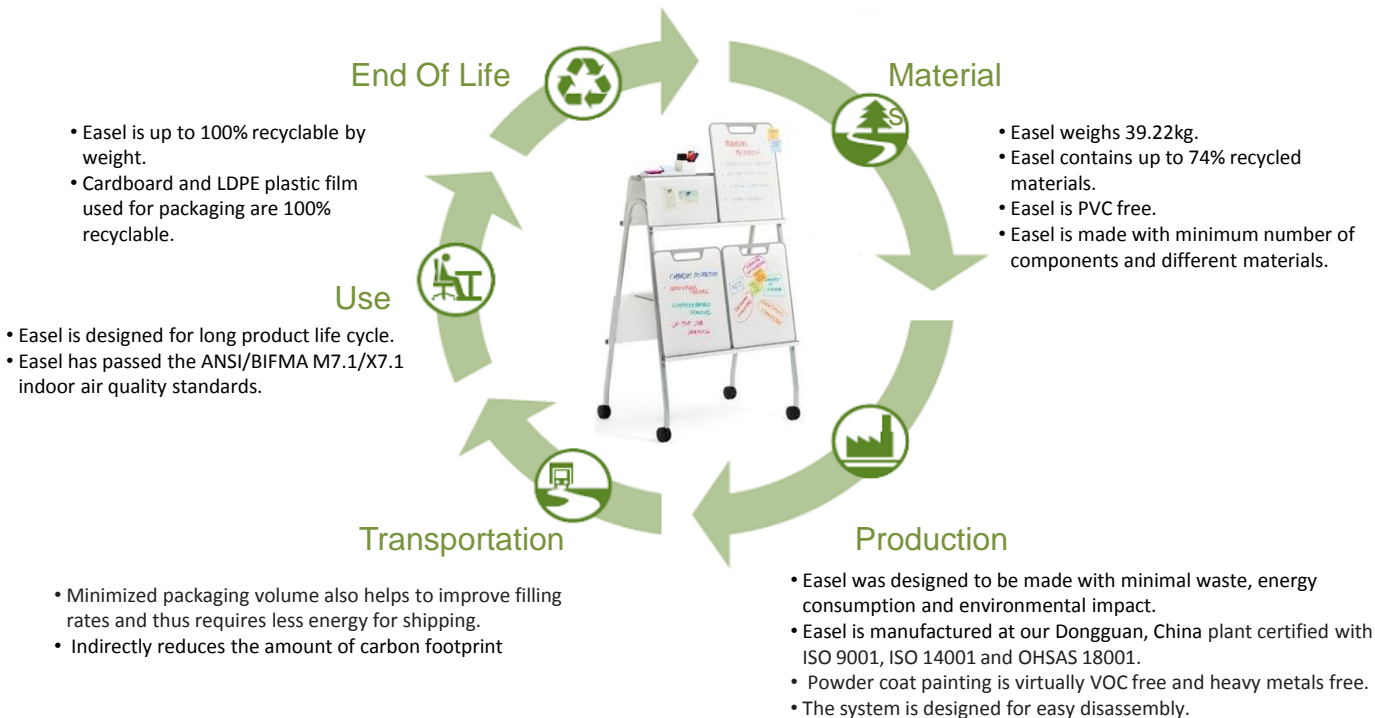 End Of Life
• Easel is up to 100% recyclable by
weight.
• Cardboard and LDPE plastic film
used for packaging are 100%
recyclable.
Material
S
• Easel weighs 39.22kg.
• Easel contains up to 74% recycled
materials.
• Easel is PVC free.
• Easel is made with minimum number of
components and different materials.
Use
• Easel is designed for long product life cycle.
• Easel has passed the ANSI/BIFMA M7.1/X7.1
indoor air quality standards.
Transportation
• Minimized packaging volume also helps to improve filling
rates and thus requires less energy for shipping.
• Indirectly reduces the amount of carbon footprint
Production
• Easel was designed to be made with minimal waste, energy
consumption and environmental impact.
• Easel is manufactured at our Dongguan, China plant certified with
ISO 9001, ISO 14001 and OHSAS 18001.
• Powder coat painting is virtually VOC free and heavy metals free.
• The system is designed for easy disassembly.